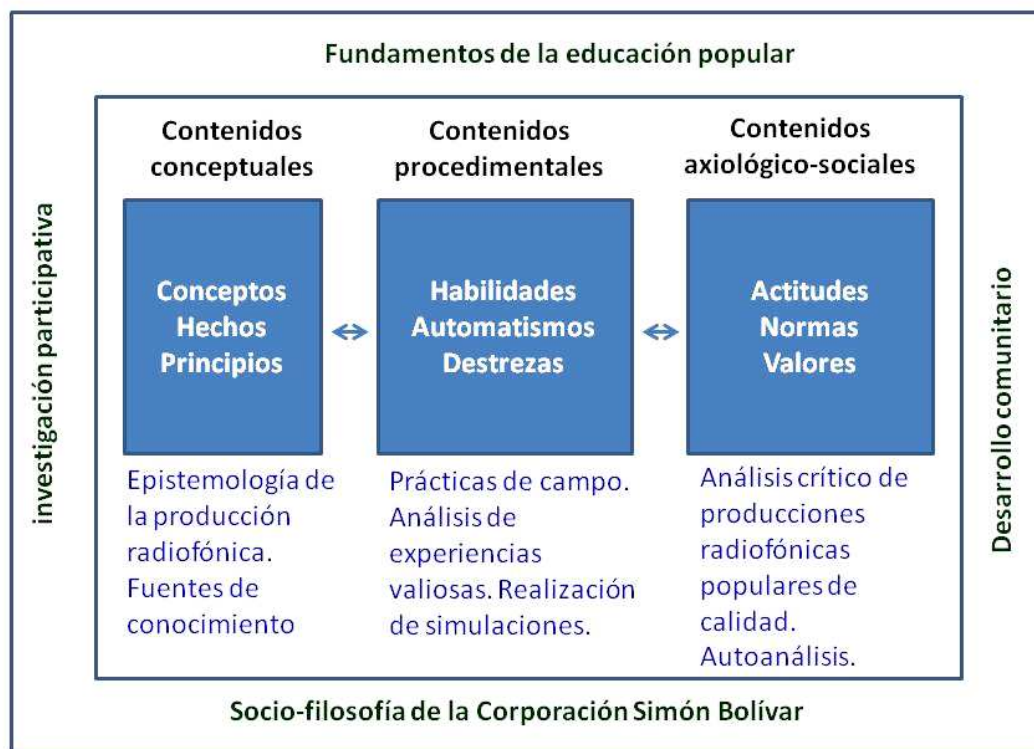 Fundamentos de la educación popular
Contenidos
conceptuales
Contenidos
procedimentales
Contenidos
axiológico-sociales
investigación participativa
Conceptos
Hechos
Principios
Habilidades
Automatismos
Destrezas
Actitudes
Normas
Valores
Desarrollo comunitario
Epistemología de
la producción
radiofónica.
Fuentes de
conocimiento
Prácticas de campo.
Análisis de
experiencias
valiosas. Realización
de simulaciones.
Análisis crítico de
producciones
radiofónicas
populares de
calidad.
Autoanálisis.
Socio-filosofía de la Corporación Simón Bolívar